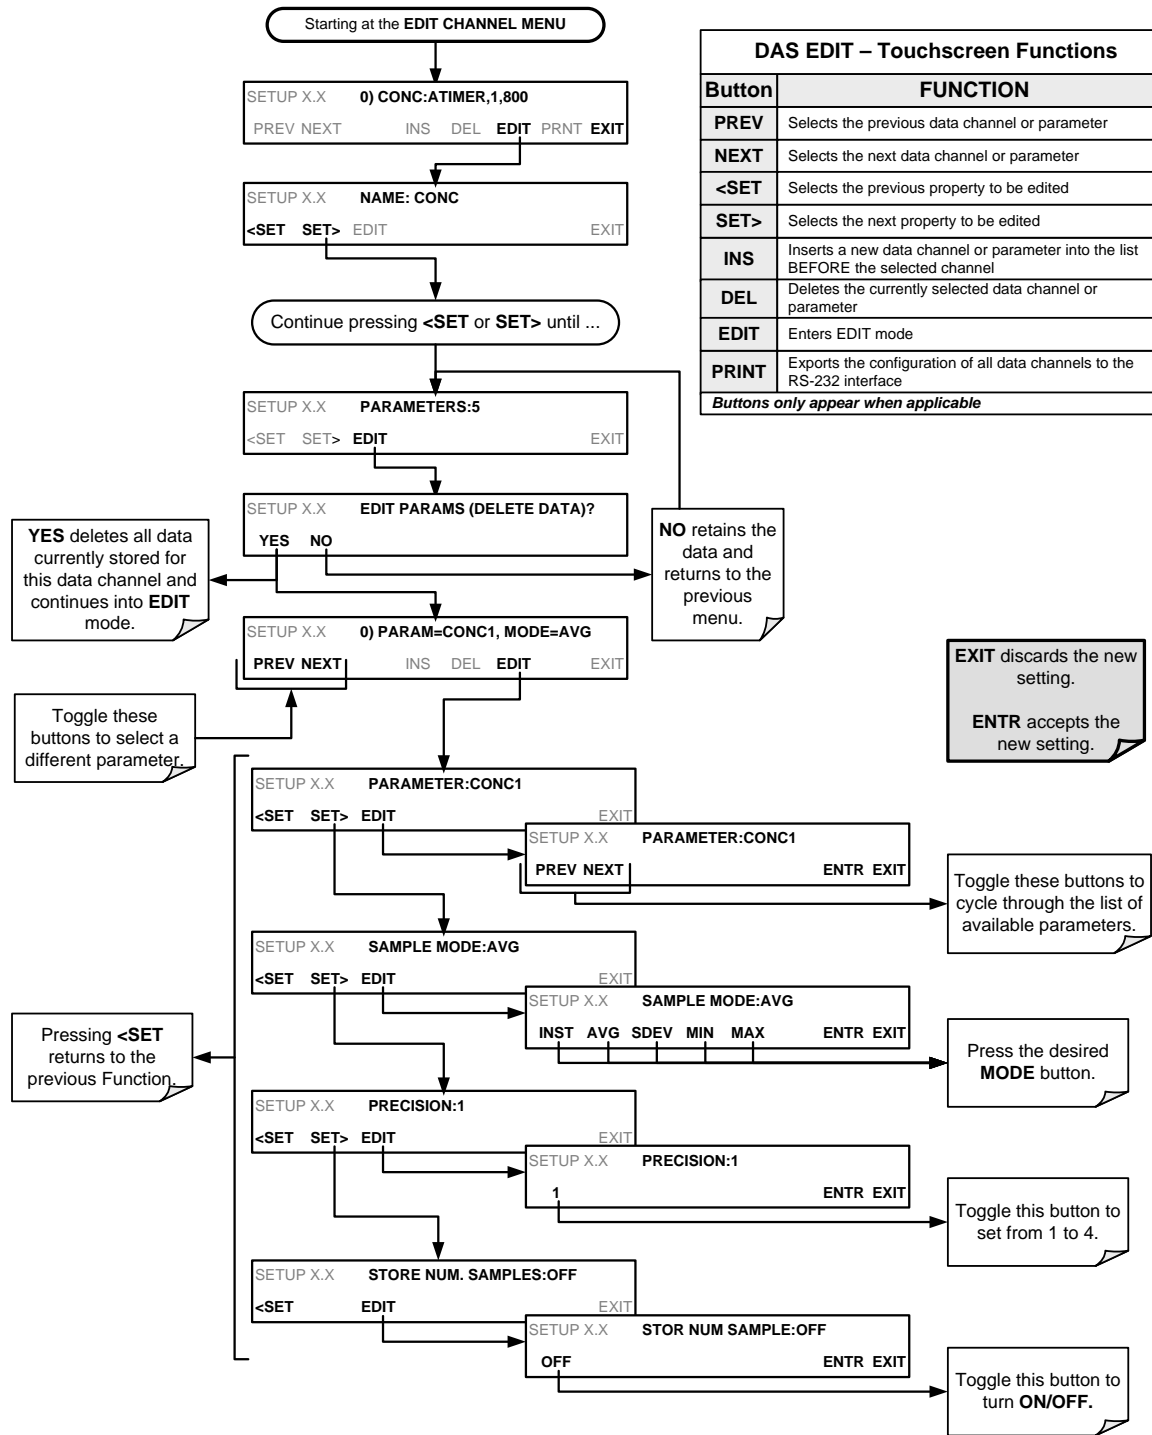 Starting at the EDIT CHANNEL MENU
SETUP X.X 0) CONC:ATIMER,1,800
PREV NEXT INS DEL EDIT PRNT EXIT
SETUP X.X NAME: CONC
<SET SET> EDIT EXIT
Continue pressing <SET or SET> until ...
SETUP X.X PARAMETERS:5
<SET SET> EDIT EXIT
SETUP X.X EDIT PARAMS (DELETE DATA)?
YES NO
YES deletes all data
currently stored for
this data channel and
continues into EDIT
mode.
NO retains the
data and
returns to the
previous
menu.
SETUP X.X 0) PARAM=CONC1, MODE=AVG
PREV NEXT INS DEL EDIT EXIT
Toggle these
buttons to select a
different parameter.
DAS EDIT – Touchscreen Functions
Button FUNCTION
PREV Selects the previous data channel or parameter
NEXT Selects the next data channel or parameter
<SET Selects the previous property to be edited
SET> Selects the next property to be edited
INS Inserts a new data channel or parameter into the list
BEFORE the selected channel
DEL Deletes the currently selected data channel or
parameter
EDIT Enters EDIT mode
PRINT Exports the configuration of all data channels to the
RS-232 interface
Buttons only appear when applicable
EXIT discards the new
setting.
ENTR accepts the
new setting.
SETUP X.X PARAMETER:CONC1
<SET SET> EDIT EXIT
SETUP X.X PARAMETER:CONC1
PREV NEXT ENTR EXIT
Toggle these buttons to
cycle through the list of
available parameters.
SETUP X.X SAMPLE MODE:AVG
<SET SET> EDIT EXIT
SETUP X.X SAMPLE MODE:AVG
INST AVG SDEV MIN MAX ENTR EXIT
Press the desired
MODE button.
Pressing <SET
returns to the
previous Function.
SETUP X.X PRECISION:1
<SET SET> EDIT EXIT
SETUP X.X PRECISION:1
1 ENTR EXIT
Toggle this button to
set from 1 to 4.
SETUP X.X STORE NUM. SAMPLES:OFF
<SET EDIT EXIT
SETUP X.X STOR NUM SAMPLE:OFF
OFF ENTR EXIT
Toggle this button to
turn ON/OFF.